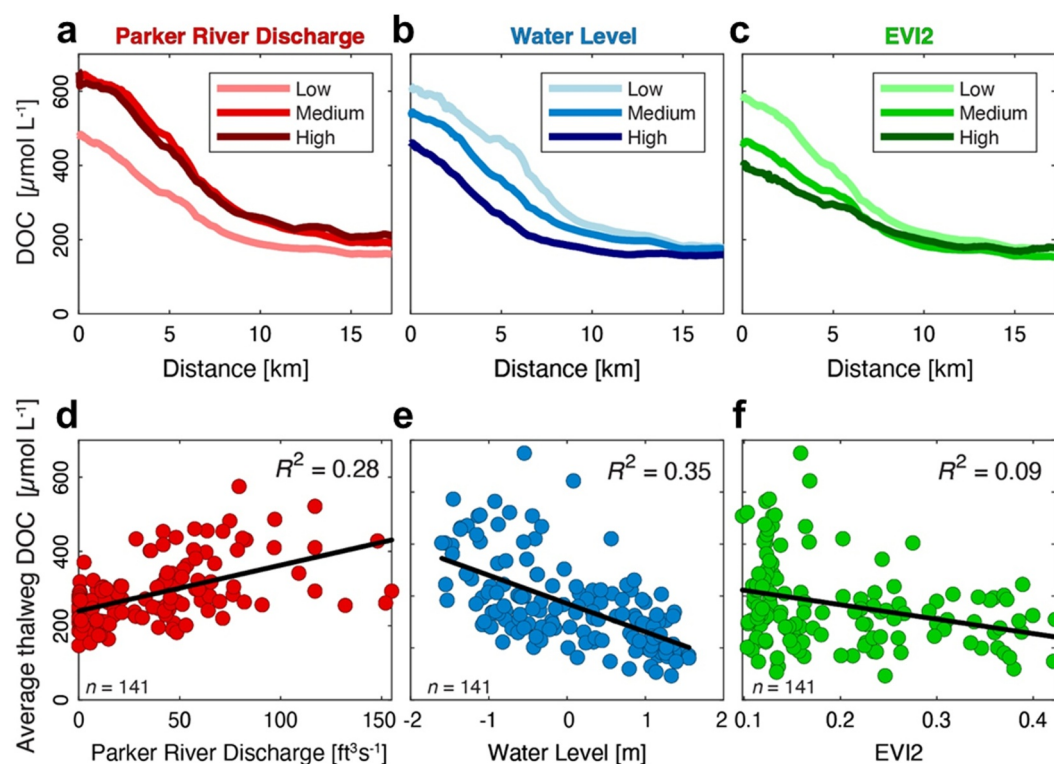 a Parker River Discharge
b Water Level
c EVI2
DOC [µmol L⁻¹]
600
400
200
0
Low
Medium
High
Low
Medium
High
Low
Medium
High
0 5 10 15
0 5 10 15
0 5 10 15
Distance [km]
Distance [km]
Distance [km]
d
e
f
Average thalweg DOC [µmol L⁻¹]
600
400
200
0
R² = 0.28
R² = 0.35
R² = 0.09
n = 141
n = 141
n = 141
0 50 100 150
-2 -1 0 1 2
0.1 0.2 0.3 0.4
Parker River Discharge [ft³s⁻¹]
Water Level [m]
EVI2